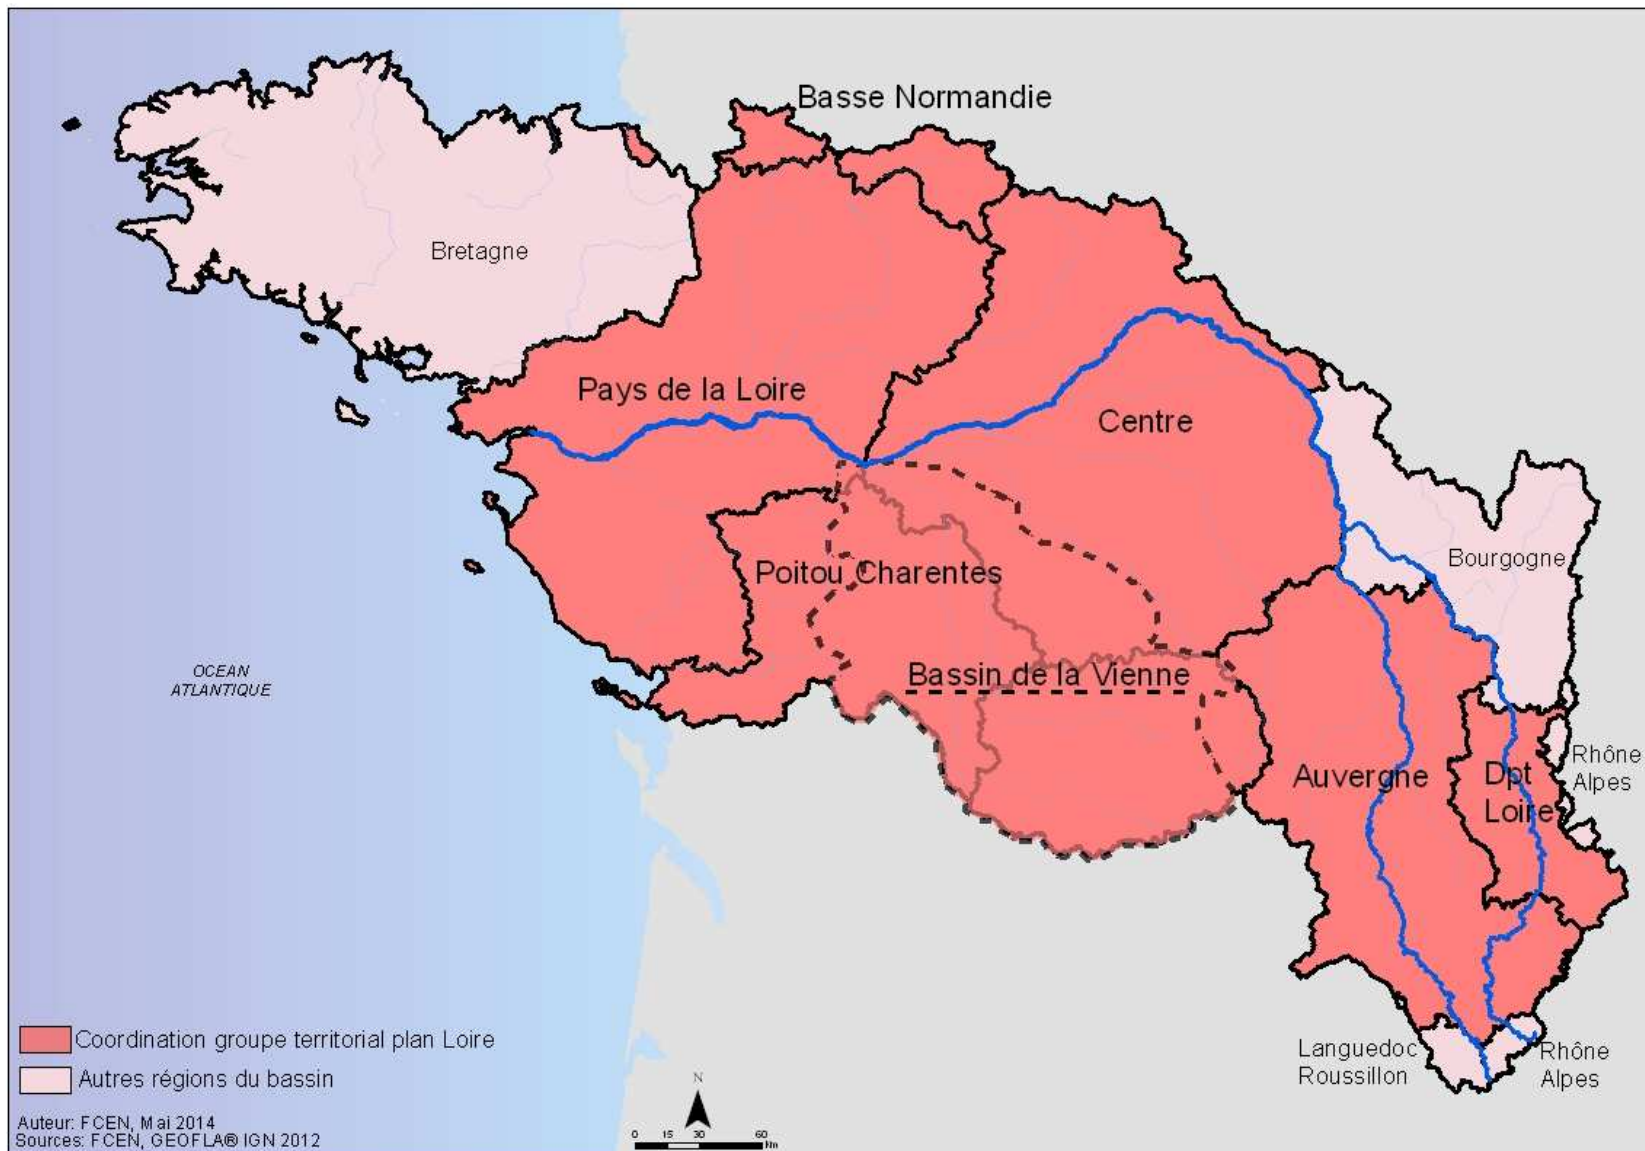 Basse Normandie
Bretagne
Pays de la Loire
Centre
Poitou Charentes
Bourgogne
OCEAN
ATLANTIQUE
Bassin de la Vienne
Rhône
Alpes
Auvergne
Dpt
Loire
Coordination groupe territorial plan Loire
Autres régions du bassin
Languedoc
Roussillon
Rhône
Alpes
Auteur: FCEN, Mai 2014
Sources: FCEN, GEOFLA® IGN 2012
N
0 15 30 60
Km